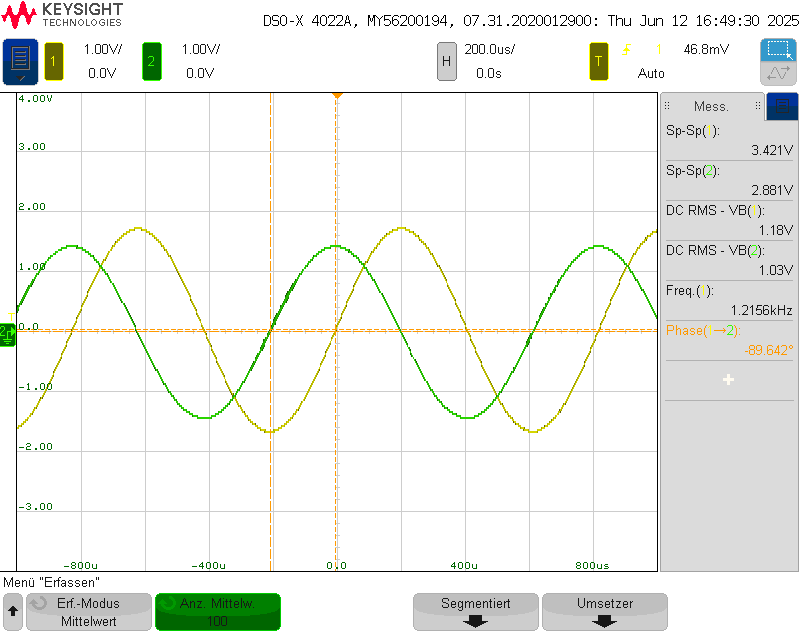 KEYSIGHT
TECHNOLOGIES
DSO-X 4022A, MY56200194, 07.31.2020012900: Thu Jun 12 16:49:30 2025
1
1.00V/
0.0V
2
1.00V/
0.0V
H
200.0us/
0.0s
T
1
46.8mV
Auto
4.00V
3.00
2.00
1.00
0.0
-1.00
-2.00
-3.00
T
2
-800u
-400u
0.0
400u
800us
Mess.
Sp-Sp(1):
3.421V
Sp-Sp(2):
2.881V
DC RMS - VB(1):
1.18V
DC RMS - VB(2):
1.03V
Freq.(1):
1.2156kHz
Phase(1→2):
-89.642°
Menü "Erfassen"
Erf.-Modus
Mittelwert
Anz. Mittelw.
100
Segmentiert
Umsetzer